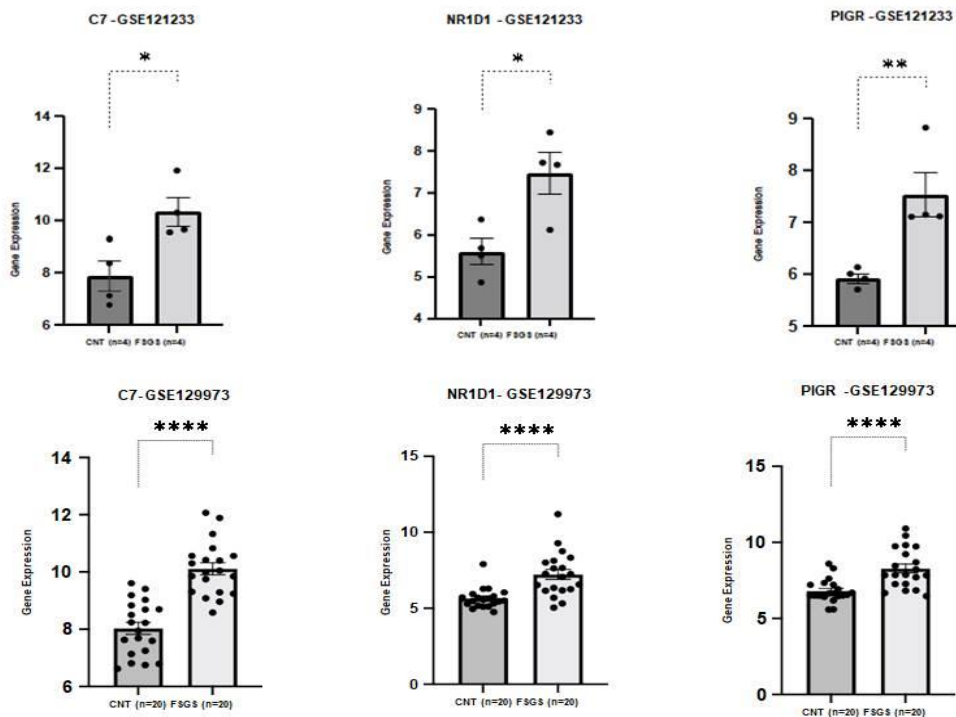 C7 -GSE121233
*
Gene Expression
14
12
10
8
6
CNT (n=4) FSGS (n=4)
NR1D1 -GSE121233
*
Gene Expression
9
8
7
6
5
4
CNT (n=4) FSGS (n=4)
PIGR -GSE121233
**
Gene Expression
9
8
7
6
5
CNT (n=4) FSGS (n=4)
C7-GSE129973
****
Gene Expression
14
12
10
8
6
CNT (n=20) FSGS (n=20)
NR1D1- GSE129973
****
Gene Expression
15
10
5
0
CNT (n=20) FSGS (n=20)
PIGR -GSE129973
****
Gene Expression
15
10
5
0
CNT (n=20) FSGS (n=20)